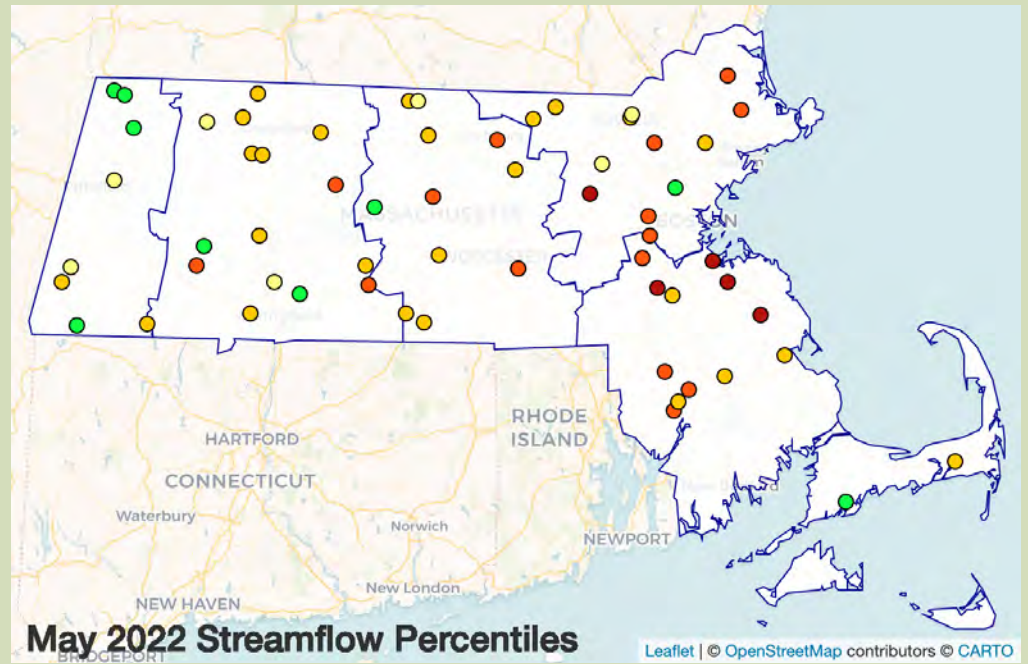 MASSACHUSETTS
BOSTON
WORCESTER
RHODE
ISLAND
HARTFORD
CONNECTICUT
Waterbury
Norwich
NEWPORT
New London
NEW HAVEN
May 2022 Streamflow Percentiles
BRIDGEPORT
Leaflet | © OpenStreetMap contributors © CARTO